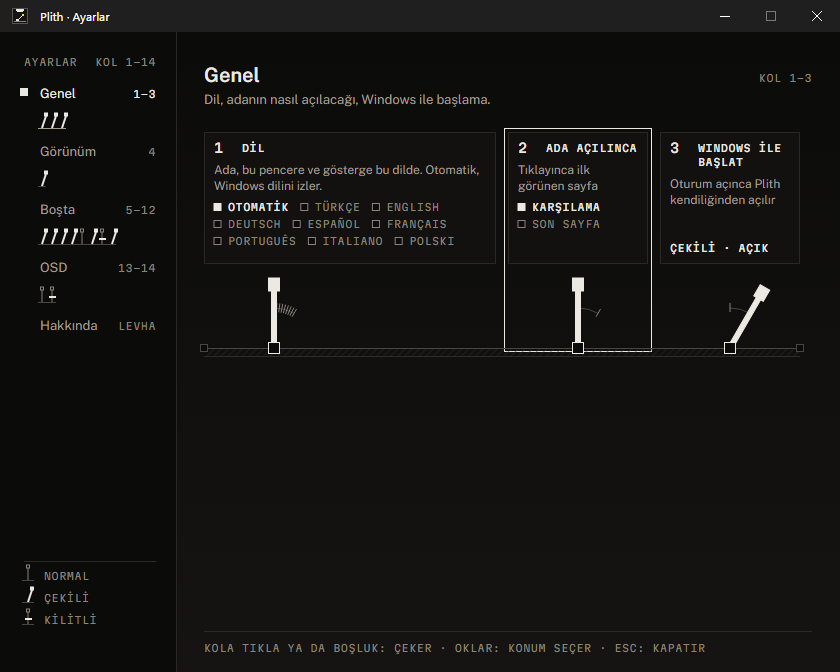 Plith · Ayarlar
AYARLAR KOL 1–14
Genel 1–3
Görünüm 4
Boşta 5–12
OSD 13–14
Hakkında LEVHA
NORMAL
ÇEKİLİ
KİLİTLİ
Genel
KOL 1–3
Dil, adanın nasıl açılacağı, Windows ile başlama.
1 DİL
Ada, bu pencere ve gösterge bu dilde. Otomatik,
Windows dilini izler.
OTOMATİK TÜRKÇE ENGLISH
DEUTSCH ESPAÑOL FRANÇAIS
PORTUGUÊS ITALIANO POLSKI
2 ADA AÇILINCA
Tıklayınca ilk
görünen sayfa
KARŞILAMA
SON SAYFA
3 WINDOWS İLE
BAŞLAT
Oturum açınca Plith
kendiliğinden açılır
ÇEKİLİ · AÇIK
KOLA TIKLA YA DA BOŞLUK: ÇEKER · OKLAR: KONUM SEÇER · ESC: KAPATIR